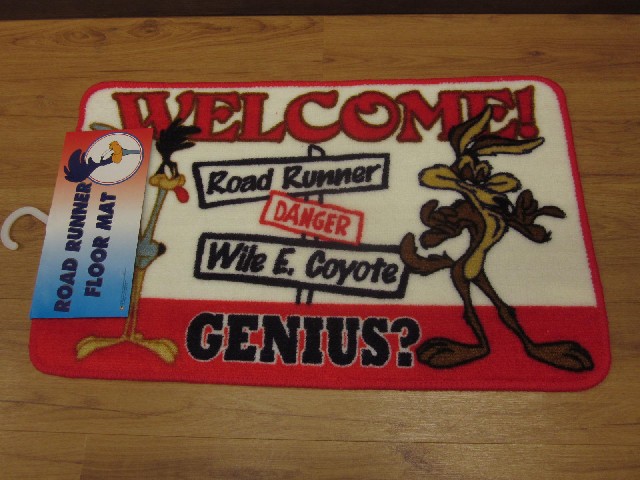 WELCOME!
Road Runner
DANGER
Wile E. Coyote
GENIUS?
ROAD RUNNER
FLOOR MAT